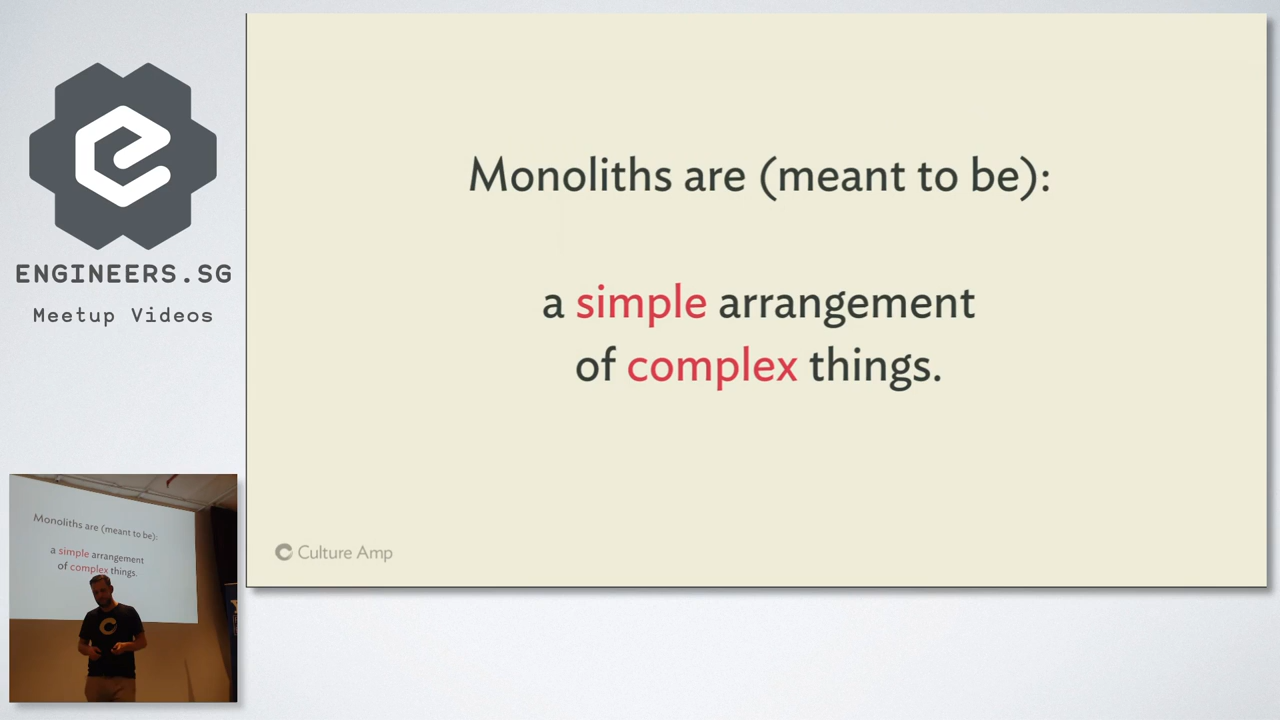 ENGINEERS.SG
Meetup Videos
Monoliths are (meant to be):
a simple arrangement
of complex things.
Culture Amp
Monoliths are (meant to be):
a simple arrangement
of complex things.